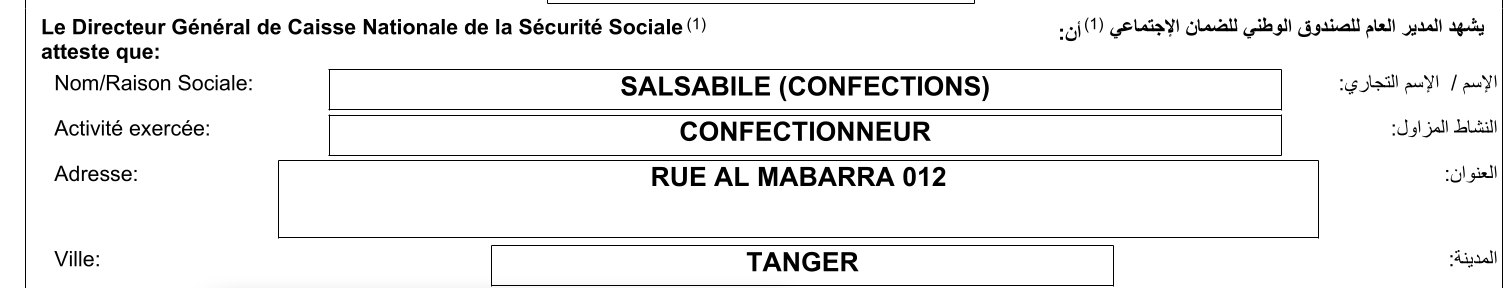 Le Directeur Général de Caisse Nationale de la Sécurité Sociale (1) يشهد المدير العام للصندوق الوطني للضمان الإجتماعي (1) أن:
atteste que:
Nom/Raison Sociale: SALSABILE (CONFECTIONS) الإسم / الإسم التجاري:
Activité exercée: CONFECTIONNEUR النشاط المزاول:
Adresse: RUE AL MABARRA 012 العنوان:
Ville: TANGER المدينة: